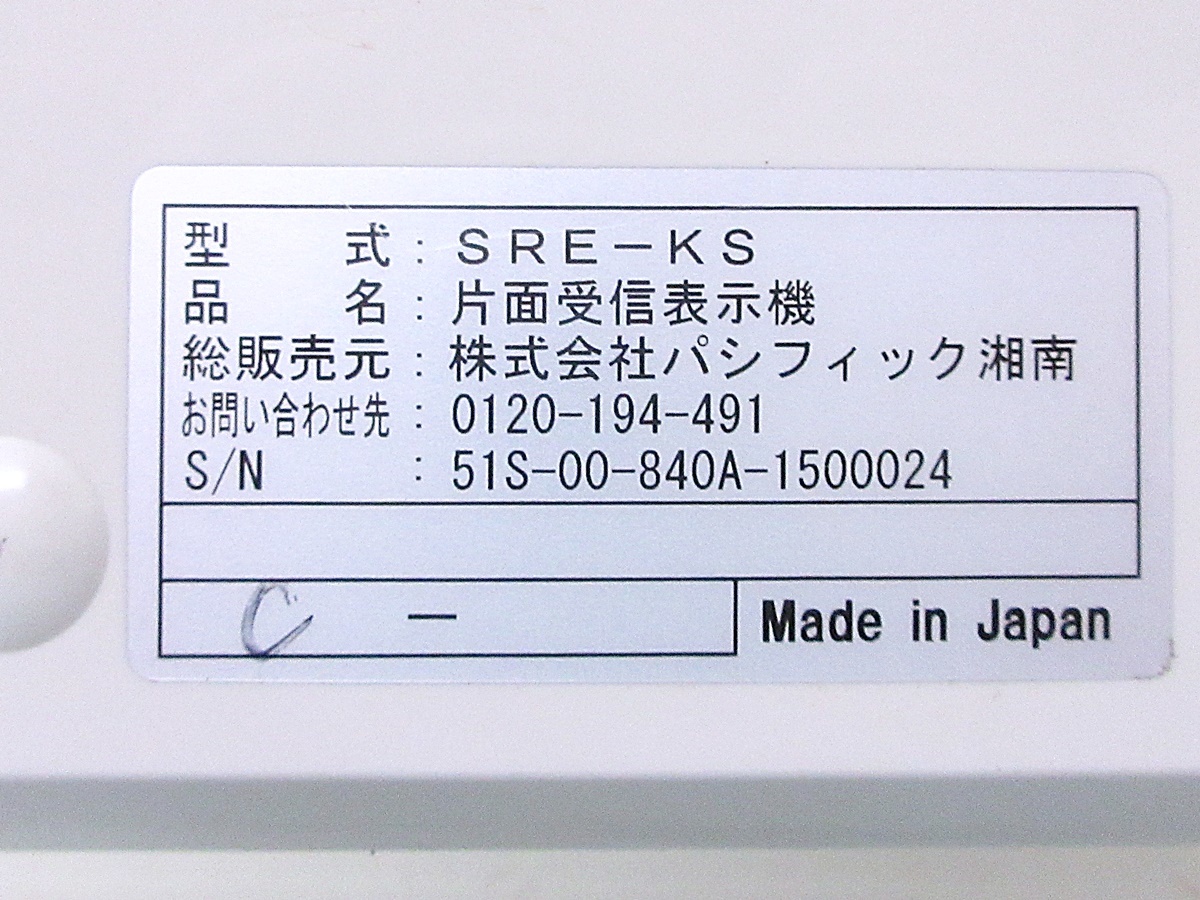 型　　式：ＳＲＥ－ＫＳ
品　　名：片面受信表示機
総販売元：株式会社パシフィック湘南
お問い合わせ先：0120-194-491
S/N：51S-00-840A-1500024
C －
Made in Japan